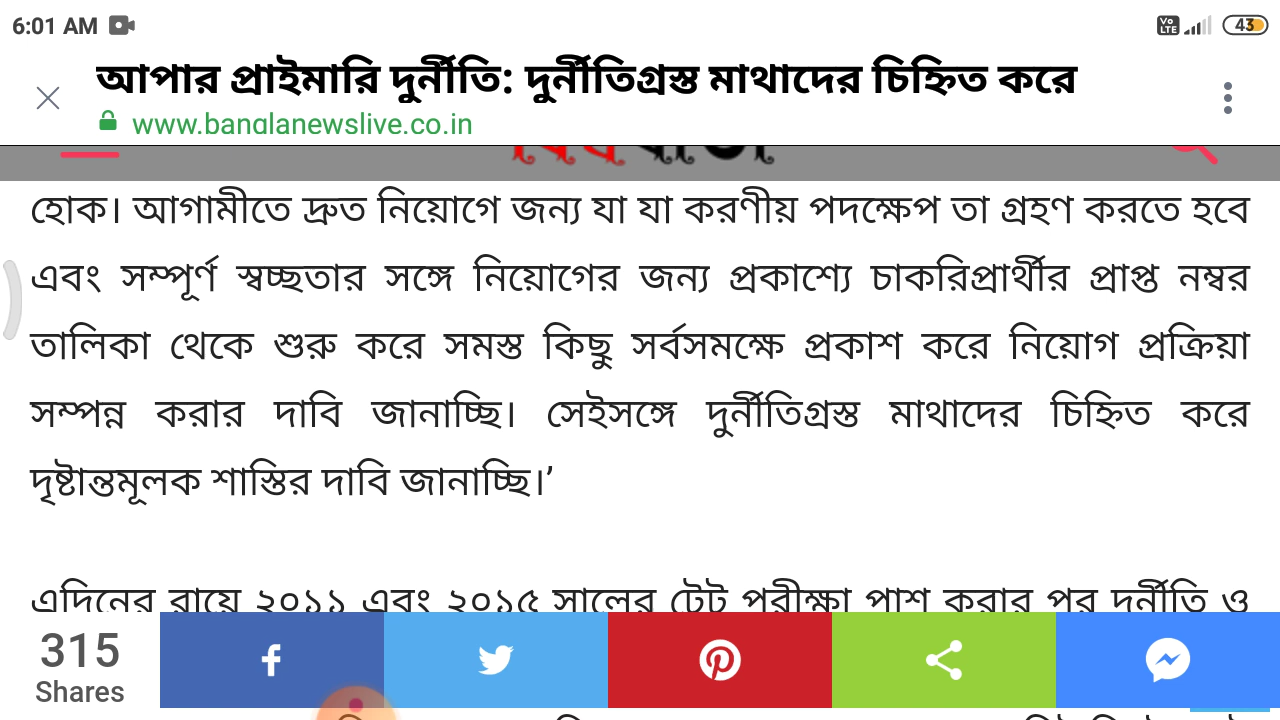 6:01 AM
Vo LTE
43
আপার প্রাইমারি দুর্নীতি: দুর্নীতিগ্রস্ত মাথাদের চিহ্নিত করে
www.banglanewslive.co.in
হোক। আগামীতে দ্রুত নিয়োগে জন্য যা যা করণীয় পদক্ষেপ তা গ্রহণ করতে হবে
এবং সম্পূর্ণ স্বচ্ছতার সঙ্গে নিয়োগের জন্য প্রকাশ্যে চাকরিপ্রার্থীর প্রাপ্ত নম্বর
তালিকা থেকে শুরু করে সমস্ত কিছু সর্বসমক্ষে প্রকাশ করে নিয়োগ প্রক্রিয়া
সম্পন্ন করার দাবি জানাচ্ছি। সেইসঙ্গে দুর্নীতিগ্রস্ত মাথাদের চিহ্নিত করে
দৃষ্টান্তমূলক শাস্তির দাবি জানাচ্ছি।’
এদিনের রায়ে ২০১১ এবং ২০১৫ সালের টেট পরীক্ষা পাশ করার পর দুর্নীতি ও
315
Shares